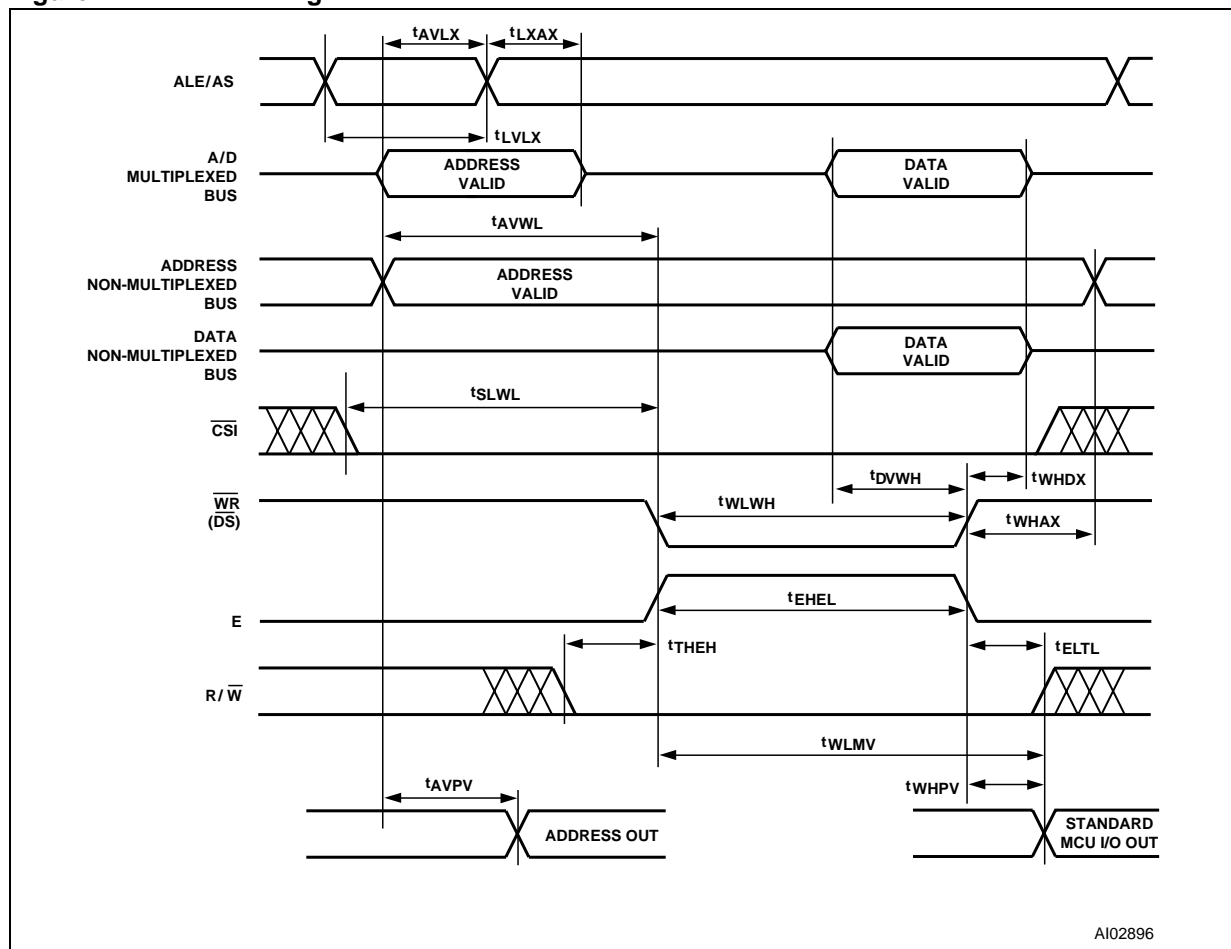 tAVLX tLXAX
ALE/AS
tLVLX
A/D
MULTIPLEXED
BUS
ADDRESS
VALID
DATA
VALID
tAVWL
ADDRESS
NON-MULTIPLEXED
BUS
ADDRESS
VALID
DATA
NON-MULTIPLEXED
BUS
DATA
VALID
tSLWL
CSI
tDVWH
tWHDX
WR
(DS)
tWLWH
tWHAX
tEHEL
E
tTHEH
tELTL
R/W
tWLMV
tAVPV
tWHPV
ADDRESS OUT
STANDARD
MCU I/O OUT
AI02896